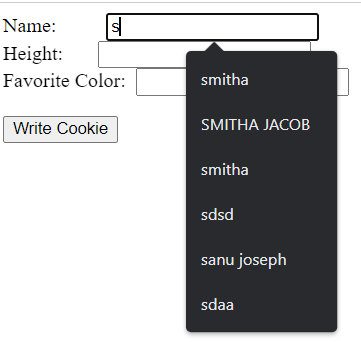 Name: s
Height:
Favorite Color:
Write Cookie
smitha
SMITHA JACOB
smitha
sdsd
sanu joseph
sdaa